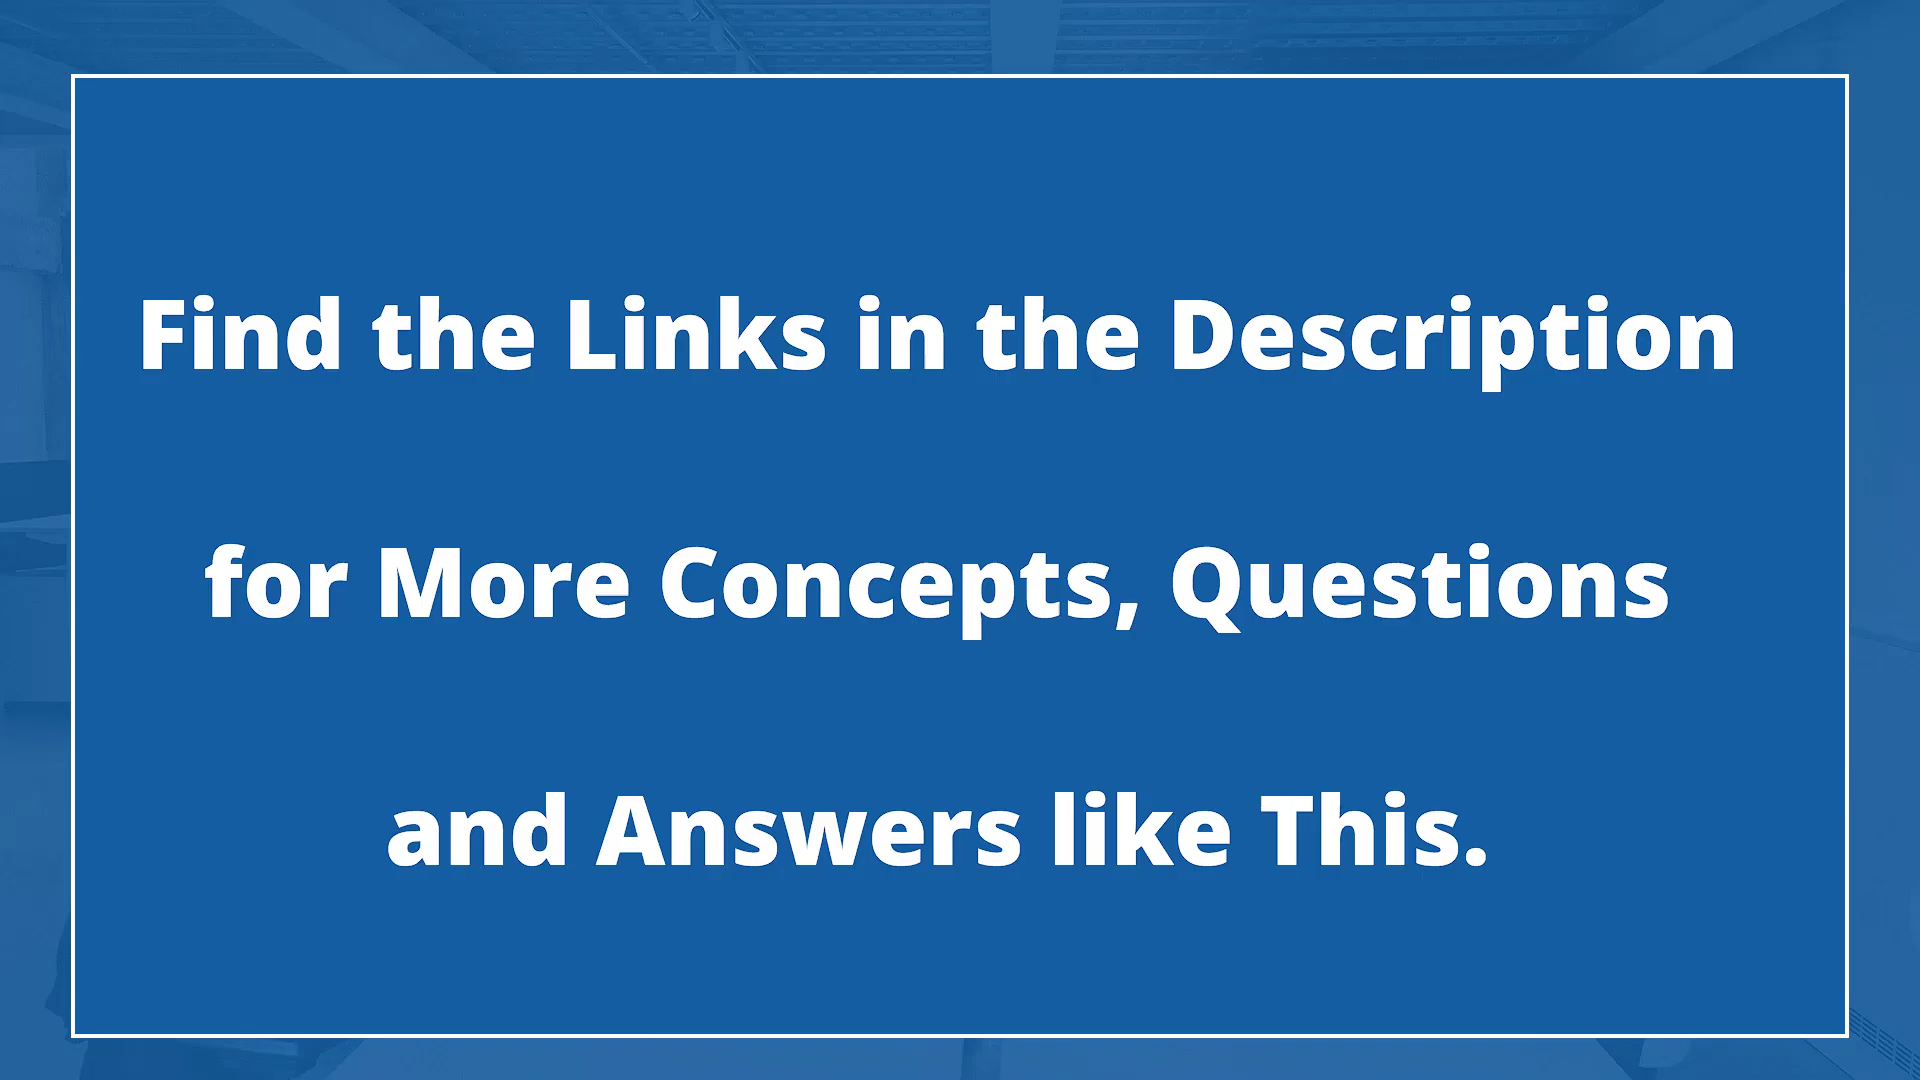 Find the Links in the Description
for More Concepts, Questions
and Answers like This.